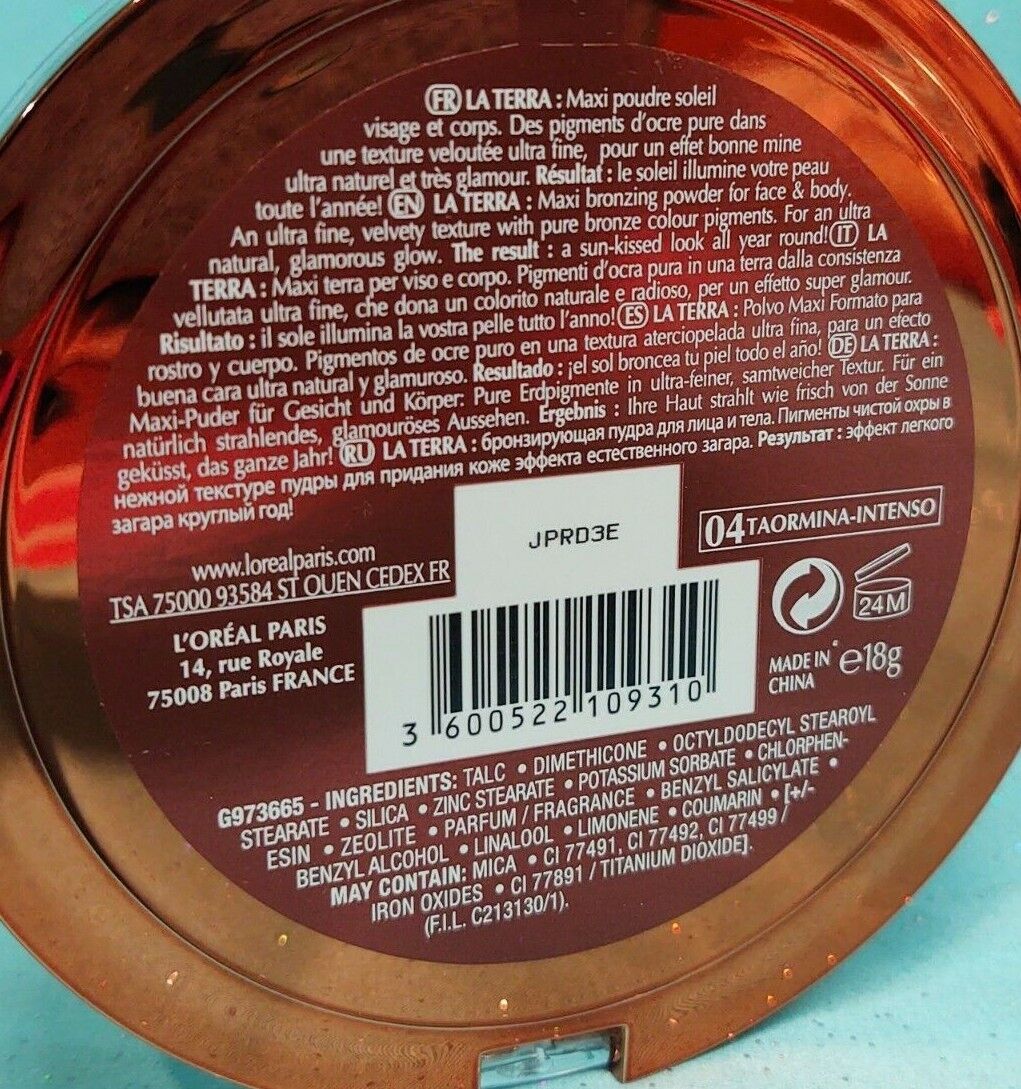 FR LA TERRA : Maxi poudre soleil
visage et corps. Des pigments d'ocre pure dans
une texture veloutée ultra fine, pour un effet bonne mine
ultra naturel et très glamour. Résultat : le soleil illumine votre peau
toute l'année! EN LA TERRA : Maxi bronzing powder for face & body.
An ultra fine, velvety texture with pure bronze colour pigments. For an ultra
natural, glamorous glow. The result : a sun-kissed look all year round! IT LA
TERRA : Maxi terra per viso e corpo. Pigmenti d'ocra pura in una terra dalla consistenza
vellutata ultra fine, che dona un colorito naturale e radioso, per un effetto super glamour.
Risultato : il sole illumina la vostra pelle tutto l'anno! ES LA TERRA : Polvo Maxi Formato para
rostro y cuerpo. Pigmentos de ocre puro en una textura aterciopelada ultra fina, para un efecto
buena cara ultra natural y glamuroso. Resultado : ¡el sol broncea tu piel todo el año! DE LA TERRA :
Maxi-Puder für Gesicht und Körper. Pure Erdpigmente in ultra-feiner, samtweicher Textur. Für ein
natürlich strahlendes, glamouröses Aussehen. Ergebnis : Ihre Haut strahlt wie frisch von der Sonne
geküsst, das ganze Jahr! RU LA TERRA : бронзирующая пудра для лица и тела. Пигменты чистой охры в
нежной текстуре пудры для придания коже эффекта естественного загара. Результат : эффект легкого
загара круглый год!
JPRD3E
04 TAORMINA-INTENSO
www.lorealparis.com
TSA 75000 93584 ST OUEN CEDEX FR
L'ORÉAL PARIS
14, rue Royale
75008 Paris FRANCE
24M
MADE IN
CHINA
e18g
3 600522 109310
G973665 - INGREDIENTS: TALC • DIMETHICONE • OCTYLDODECYL STEAROYL
STEARATE • SILICA • ZINC STEARATE • POTASSIUM SORBATE • CHLORPHEN-
ESIN • ZEOLITE • PARFUM / FRAGRANCE • BENZYL SALICYLATE •
BENZYL ALCOHOL • LINALOOL • LIMONENE • COUMARIN • [+/-
MAY CONTAIN: MICA • CI 77491, CI 77492, CI 77499 /
IRON OXIDES • CI 77891 / TITANIUM DIOXIDE].
(F.I.L. C213130/1).